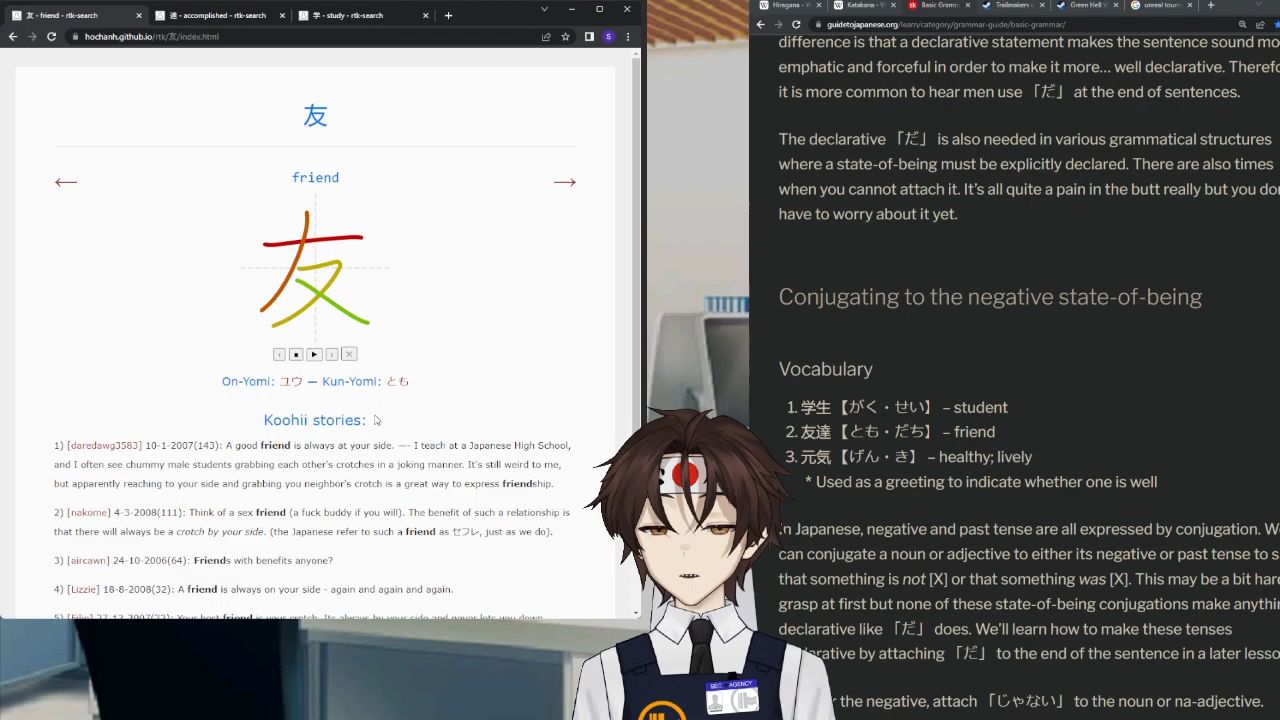 友 - friend - rtk-search
達 - accomplished - rtk-search
学 - study - rtk-search
hochanh.github.io/rtk/友/index.html
友
friend
On-Yomi: ユウ — Kun-Yomi: とも
Koohii stories:
1) [daredawg3583] 10-1-2007(143): A good friend is always at your side. —- I teach at a Japanese High School,
and I often see chummy male students grabbing each other's crotches in a joking manner. It's still weird to me,
but apparently reaching to your side and grabbing you neighbor's crotch is a great way to express friendship.
2) [nakome] 4-3-2008(111): Think of a sex friend (a fuck buddy if you will). The benefit of such a relationship is
that there will always be a crotch by your side. (the Japanese refer to such a friend as セフレ, just as we do).
3) [aircawn] 24-10-2006(64): Friends with benefits anyone?
4) [Lizzie] 18-8-2008(32): A friend is always on your side - again and again and again.
Hiragana - W
Katakana - W
Basic Gramm
Trailmakers
Green Hell V
unreal tourn
guidetojapanese.org/learn/category/grammar-guide/basic-grammar/
difference is that a declarative statement makes the sentence sound mo
emphatic and forceful in order to make it more… well declarative. Therefo
it is more common to hear men use 「だ」 at the end of sentences.
The declarative 「だ」 is also needed in various grammatical structures
where a state-of-being must be explicitly declared. There are also times
when you cannot attach it. It's all quite a pain in the butt really but you don
have to worry about it yet.
Conjugating to the negative state-of-being
Vocabulary
1. 学生 【がく・せい】 – student
2. 友達 【とも・だち】 – friend
3. 元気 【げん・き】 – healthy; lively
* Used as a greeting to indicate whether one is well
In Japanese, negative and past tense are all expressed by conjugation. W
can conjugate a noun or adjective to either its negative or past tense to s
that something is not [X] or that something was [X]. This may be a bit hard
grasp at first but none of these state-of-being conjugations make anythin
declarative like 「だ」 does. We'll learn how to make these tenses
erative by attaching 「だ」 to the end of the sentence in a later lesso
r the negative, attach 「じゃない」 to the noun or na-adjective.
SEC AGENCY